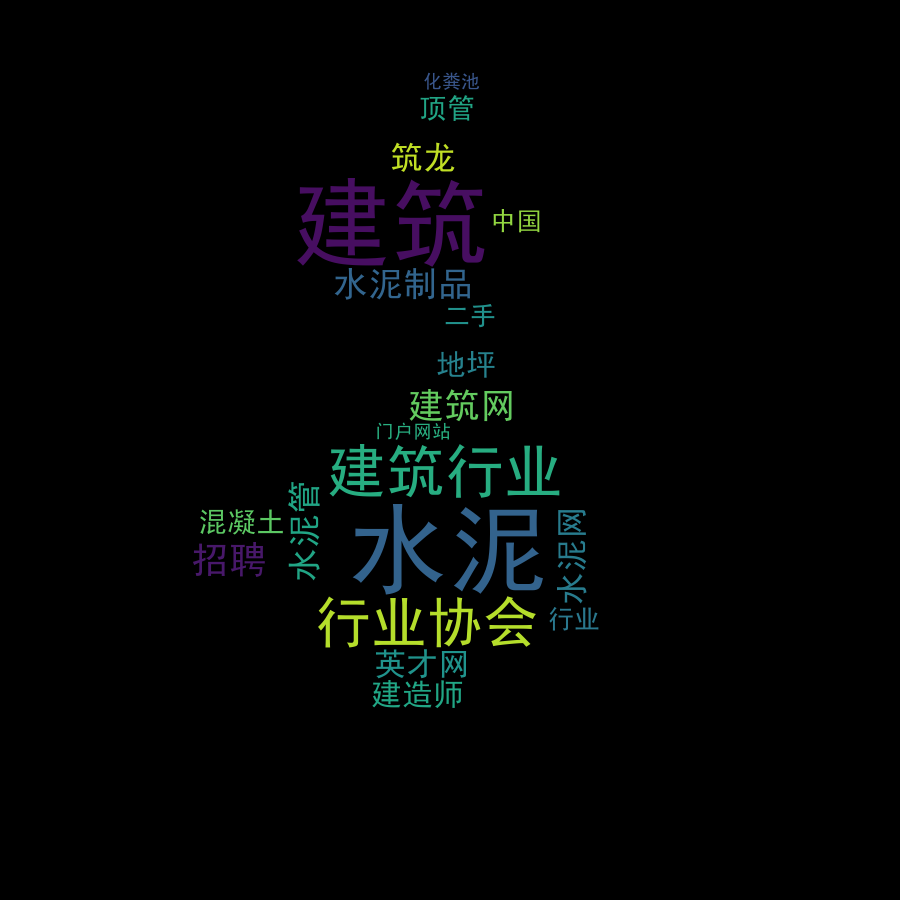 化粪池
顶管
筑龙
建筑
中国
水泥制品
二手
地坪
建筑网
门户网站
建筑行业
水泥管
混凝土
水泥
水泥网
招聘
行业协会
行业
英才网
建造师